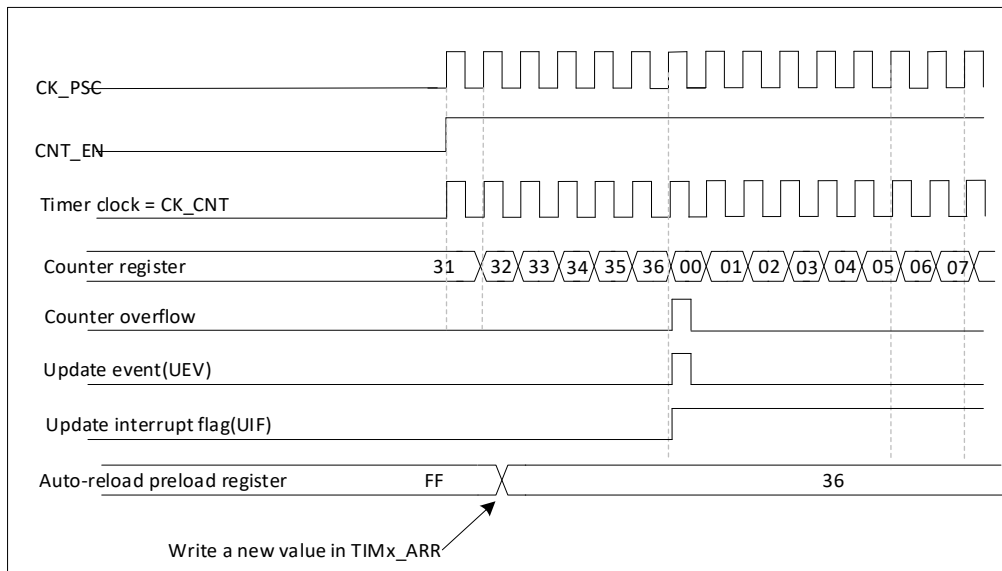 CK_PSC
CNT_EN
Timer clock = CK_CNT
Counter register 31 32 33 34 35 36 00 01 02 03 04 05 06 07
Counter overflow
Update event(UEV)
Update interrupt flag(UIF)
Auto-reload preload register FF 36
Write a new value in TIMx_ARR